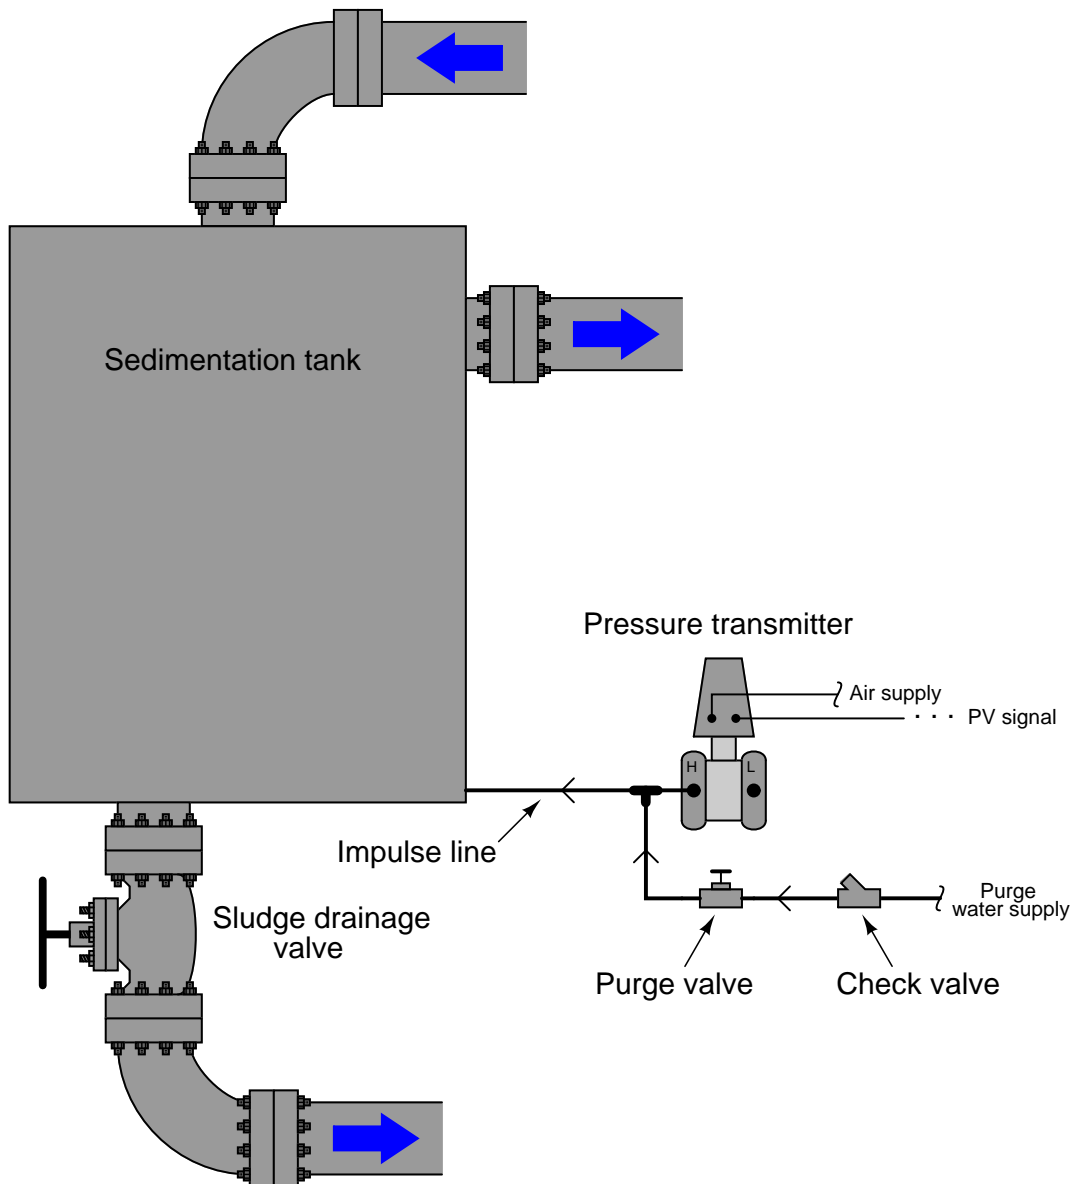 Sedimentation tank
Pressure transmitter
Air supply
· · · PV signal
H
L
Impulse line
Purge
water supply
Sludge drainage
valve
Purge valve
Check valve